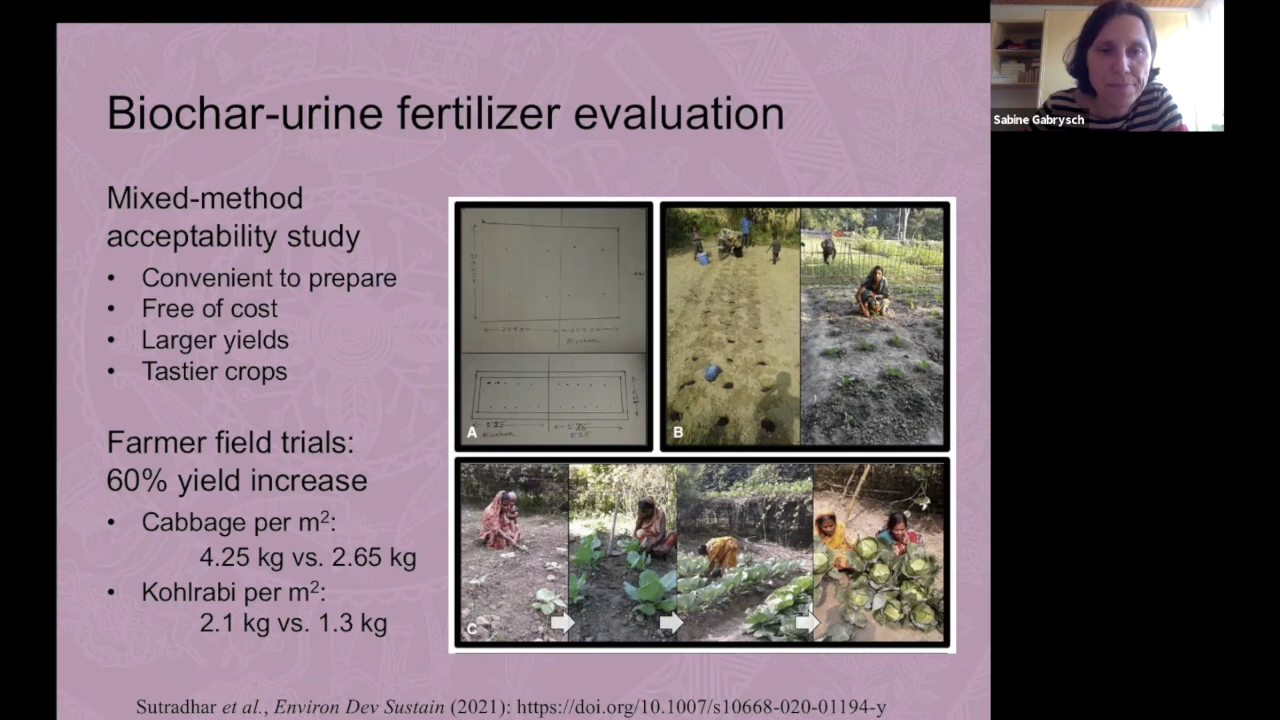 Biochar-urine fertilizer evaluation
Sabine Gabrysch
Mixed-method
acceptability study
• Convenient to prepare
• Free of cost
• Larger yields
• Tastier crops
Farmer field trials:
60% yield increase
• Cabbage per m²:
4.25 kg vs. 2.65 kg
• Kohlrabi per m²:
2.1 kg vs. 1.3 kg
A
B
C
Sutradhar et al., Environ Dev Sustain (2021): https://doi.org/10.1007/s10668-020-01194-y